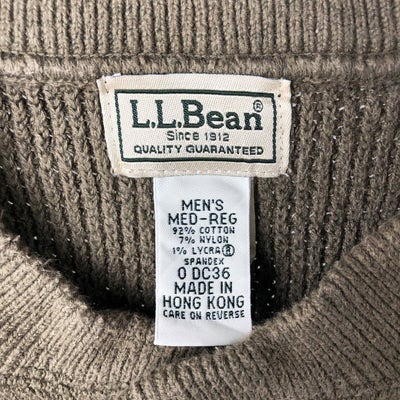 L.L.Bean®
Since 1912
QUALITY GUARANTEED
MEN'S
MED-REG
92% COTTON
7% NYLON
1% LYCRA®
SPANDEX
0 DC36
MADE IN
HONG KONG
CARE ON REVERSE